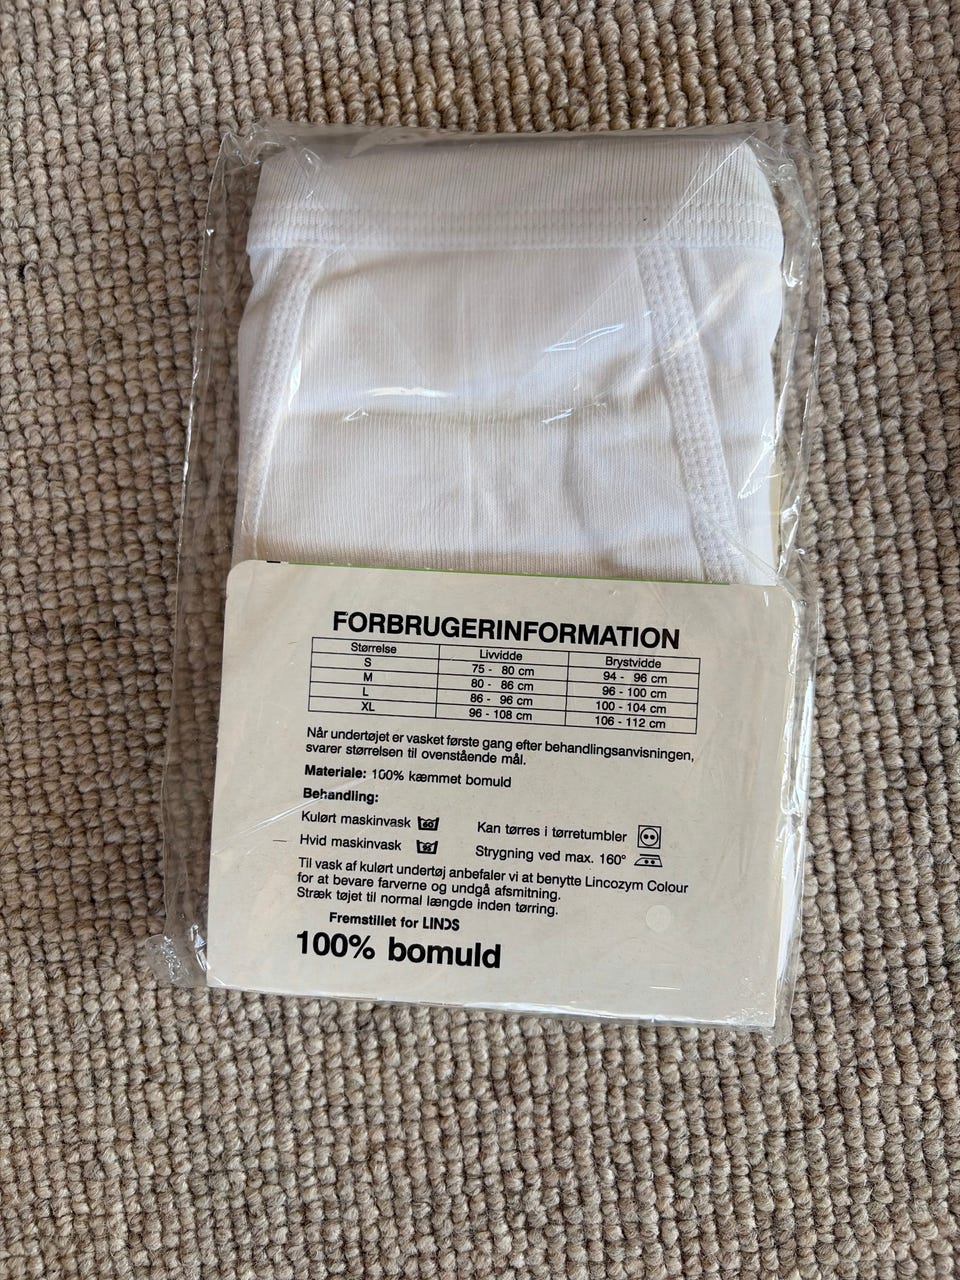 FORBRUGERINFORMATION
Størrelse Livvidde Brystvidde
S 75 - 80 cm 94 - 96 cm
M 80 - 86 cm 96 - 100 cm
L 86 - 96 cm 100 - 104 cm
XL 96 - 108 cm 106 - 112 cm
Når undertøjet er vasket første gang efter behandlingsanvisningen,
svarer størrelsen til ovenstående mål.
Materiale: 100% kæmmet bomuld
Behandling:
Kulørt maskinvask 60 Kan tørres i tørretumbler
Hvid maskinvask Strygning ved max. 160°
Til vask af kulørt undertøj anbefaler vi at benytte Lincozym Colour
for at bevare farverne og undgå afsmitning.
Stræk tøjet til normal længde inden tørring.
Fremstillet for LINDS
100% bomuld